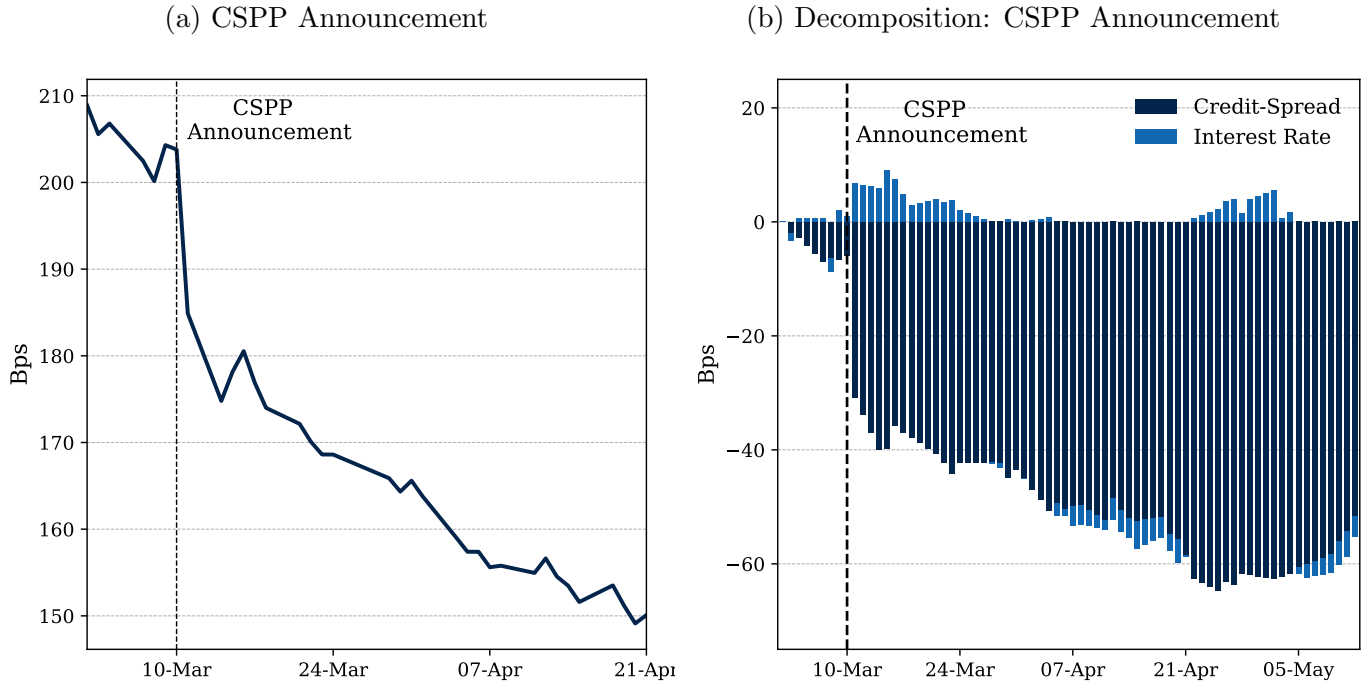 (a) CSPP Announcement
210
200
190
180
170
160
150
Bps
CSPP
Announcement
10-Mar
24-Mar
07-Apr
21-Apr
(b) Decomposition: CSPP Announcement
20
0
−20
−40
−60
Bps
CSPP
Announcement
Credit-Spread
Interest Rate
10-Mar
24-Mar
07-Apr
21-Apr
05-May